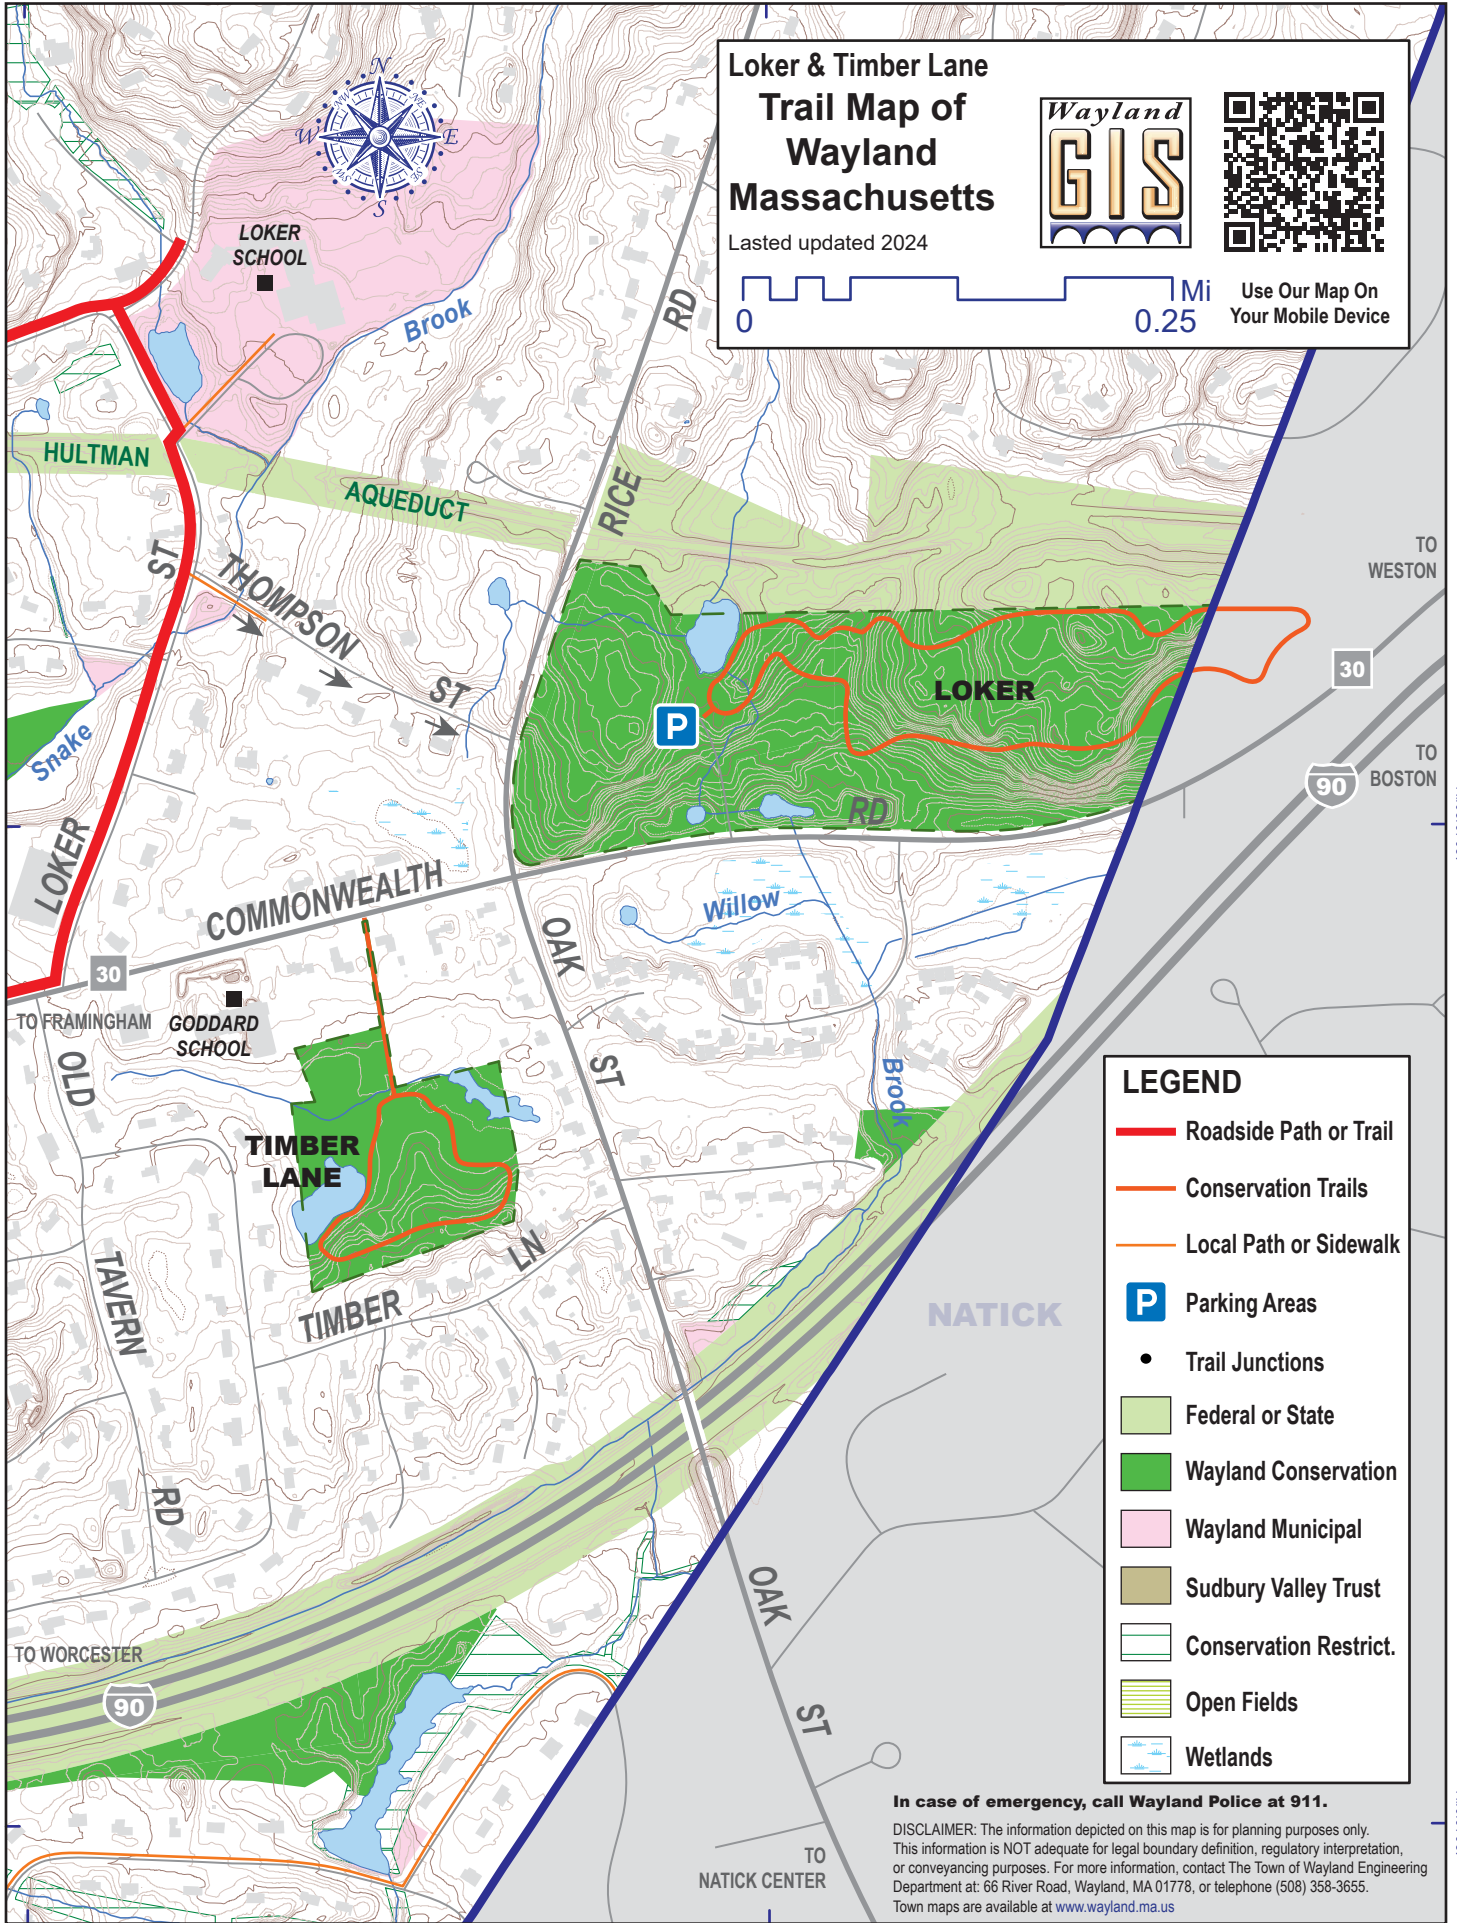 Loker & Timber Lane
Trail Map of
Wayland
Massachusetts
Lasted updated 2024
Wayland
GIS
0
0.25
Mi
Use Our Map On
Your Mobile Device
N
NE
E
SE
S
SW
W
NW
LOKER
SCHOOL
Brook
RD
RICE
HULTMAN
AQUEDUCT
ST
THOMPSON
ST
TO
WESTON
30
LOKER
P
Snake
TO
BOSTON
90
RD
LOKER
COMMONWEALTH
Willow
OAK
30
TO FRAMINGHAM
GODDARD
SCHOOL
OLD
ST
Brook
TIMBER
LANE
LN
TIMBER
TAVERN
RD
NATICK
OAK
ST
TO WORCESTER
90
TO
NATICK CENTER
LEGEND
Roadside Path or Trail
Conservation Trails
Local Path or Sidewalk
P
Parking Areas
Trail Junctions
Federal or State
Wayland Conservation
Wayland Municipal
Sudbury Valley Trust
Conservation Restrict.
Open Fields
Wetlands
In case of emergency, call Wayland Police at 911.
DISCLAIMER: The information depicted on this map is for planning purposes only.
This information is NOT adequate for legal boundary definition, regulatory interpretation,
or conveyancing purposes. For more information, contact The Town of Wayland Engineering
Department at: 66 River Road, Wayland, MA 01778, or telephone (508) 358-3655.
Town maps are available at www.wayland.ma.us